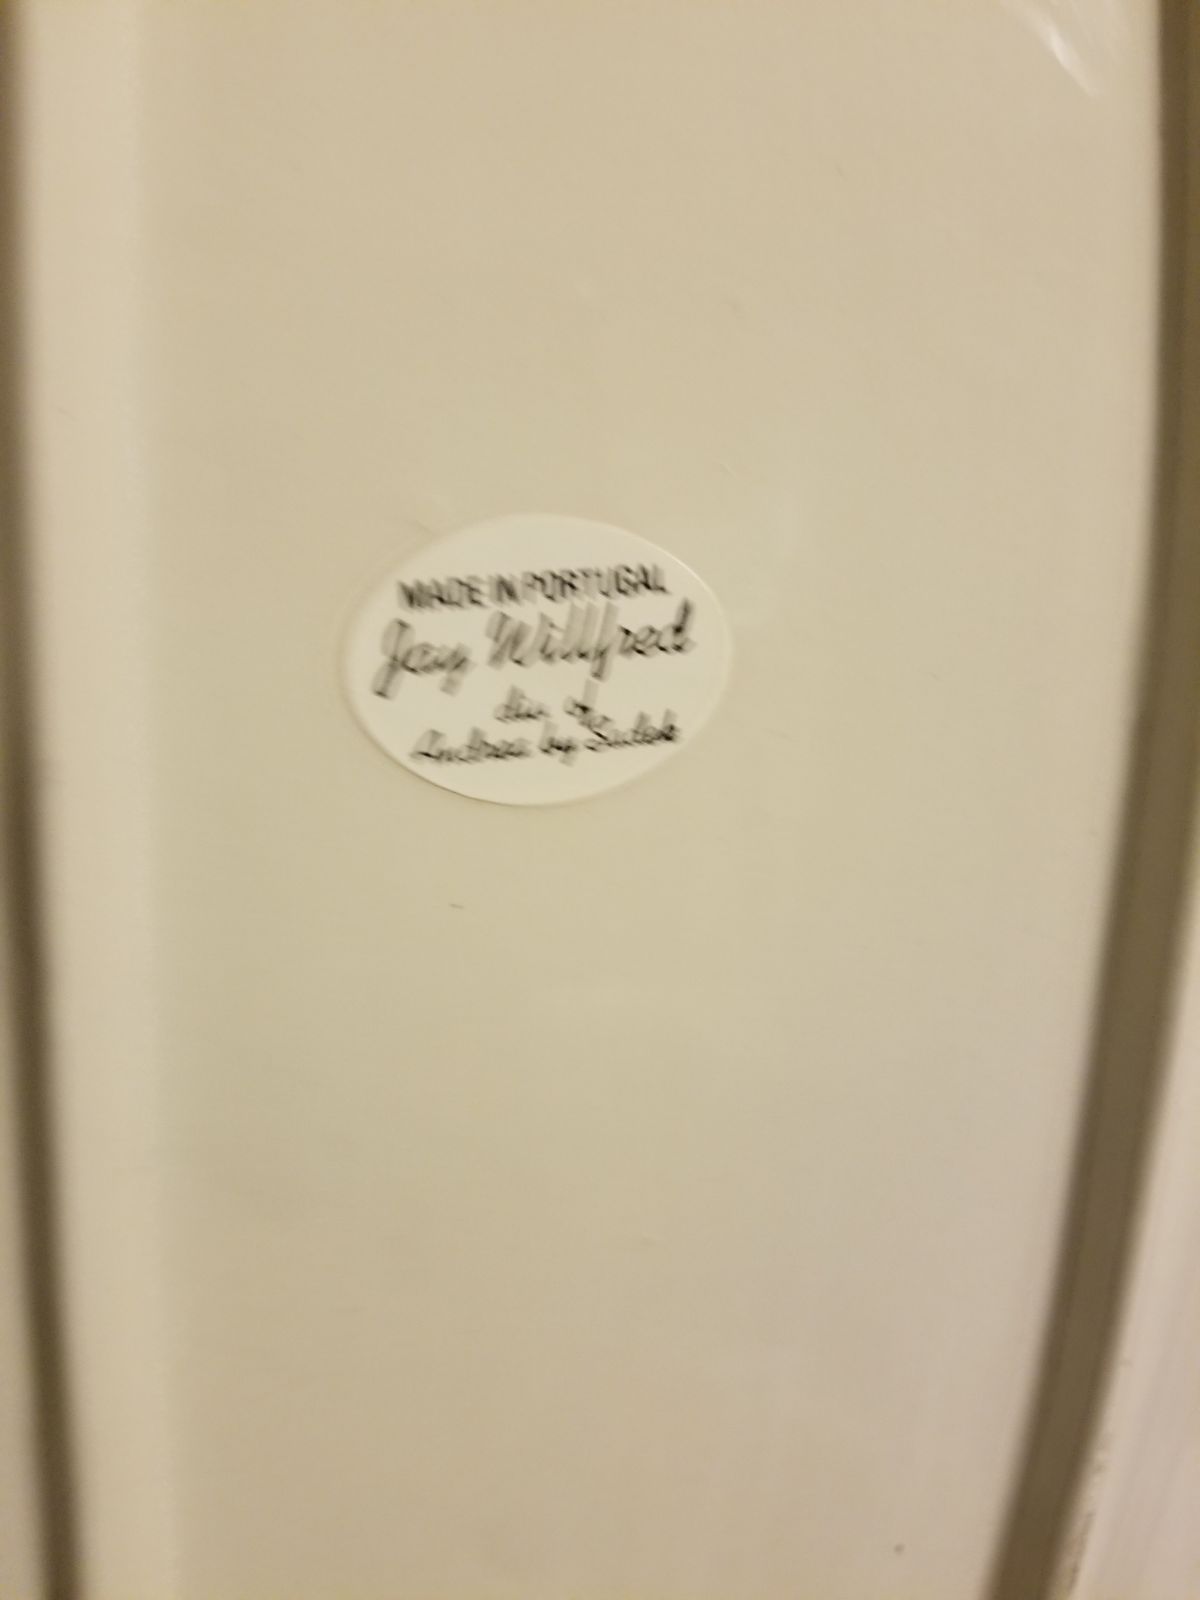 MADE IN PORTUGAL
Jay Willfred
div. of
Andrea by Sadek